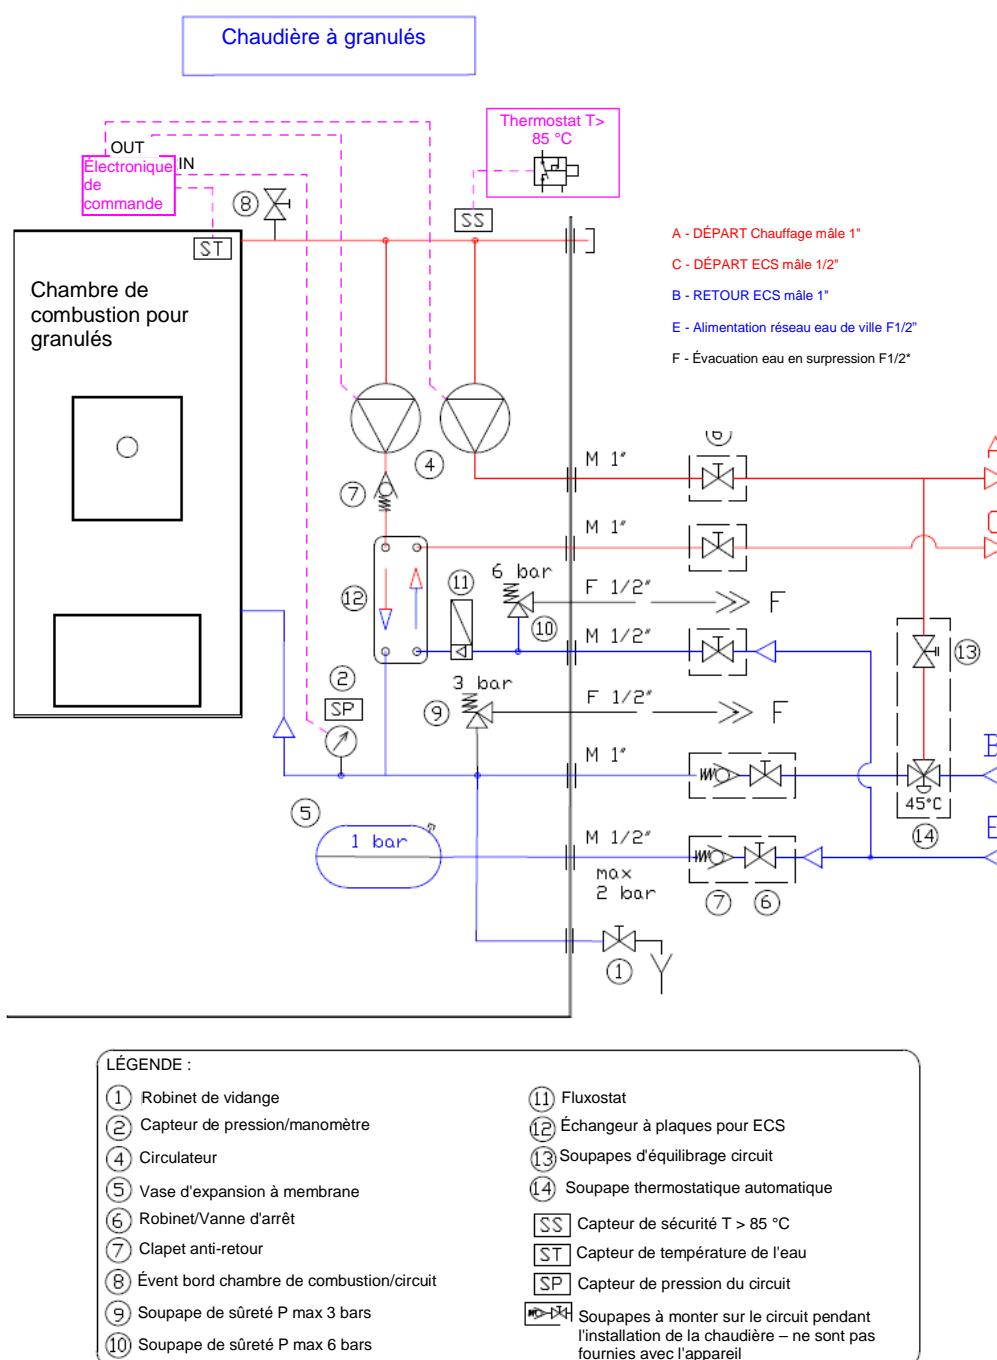 Chaudière à granulés
Thermostat T>
85 °C
OUT
IN
Électronique
de
commande
8
SS
ST
A - DÉPART Chauffage mâle 1"
C - DÉPART ECS mâle 1/2"
B - RETOUR ECS mâle 1"
E - Alimentation réseau eau de ville F1/2"
F - Évacuation eau en surpression F1/2*
Chambre de
combustion pour
granulés
4
7
M 1"
6
A
M 1"
C
12
11
6 bar
10
F 1/2"
F
M 1/2"
13
2
SP
3 bar
9
F 1/2"
F
M 1"
B
45°C
14
5
1 bar
M 1/2"
max
2 bar
E
7
6
1
LÉGENDE :
1 Robinet de vidange
2 Capteur de pression/manomètre
4 Circulateur
5 Vase d'expansion à membrane
6 Robinet/Vanne d'arrêt
7 Clapet anti-retour
8 Évent bord chambre de combustion/circuit
9 Soupape de sûreté P max 3 bars
10 Soupape de sûreté P max 6 bars
11 Fluxostat
12 Échangeur à plaques pour ECS
13 Soupapes d'équilibrage circuit
14 Soupape thermostatique automatique
SS Capteur de sécurité T > 85 °C
ST Capteur de température de l'eau
SP Capteur de pression du circuit
Soupapes à monter sur le circuit pendant
l'installation de la chaudière – ne sont pas
fournies avec l'appareil